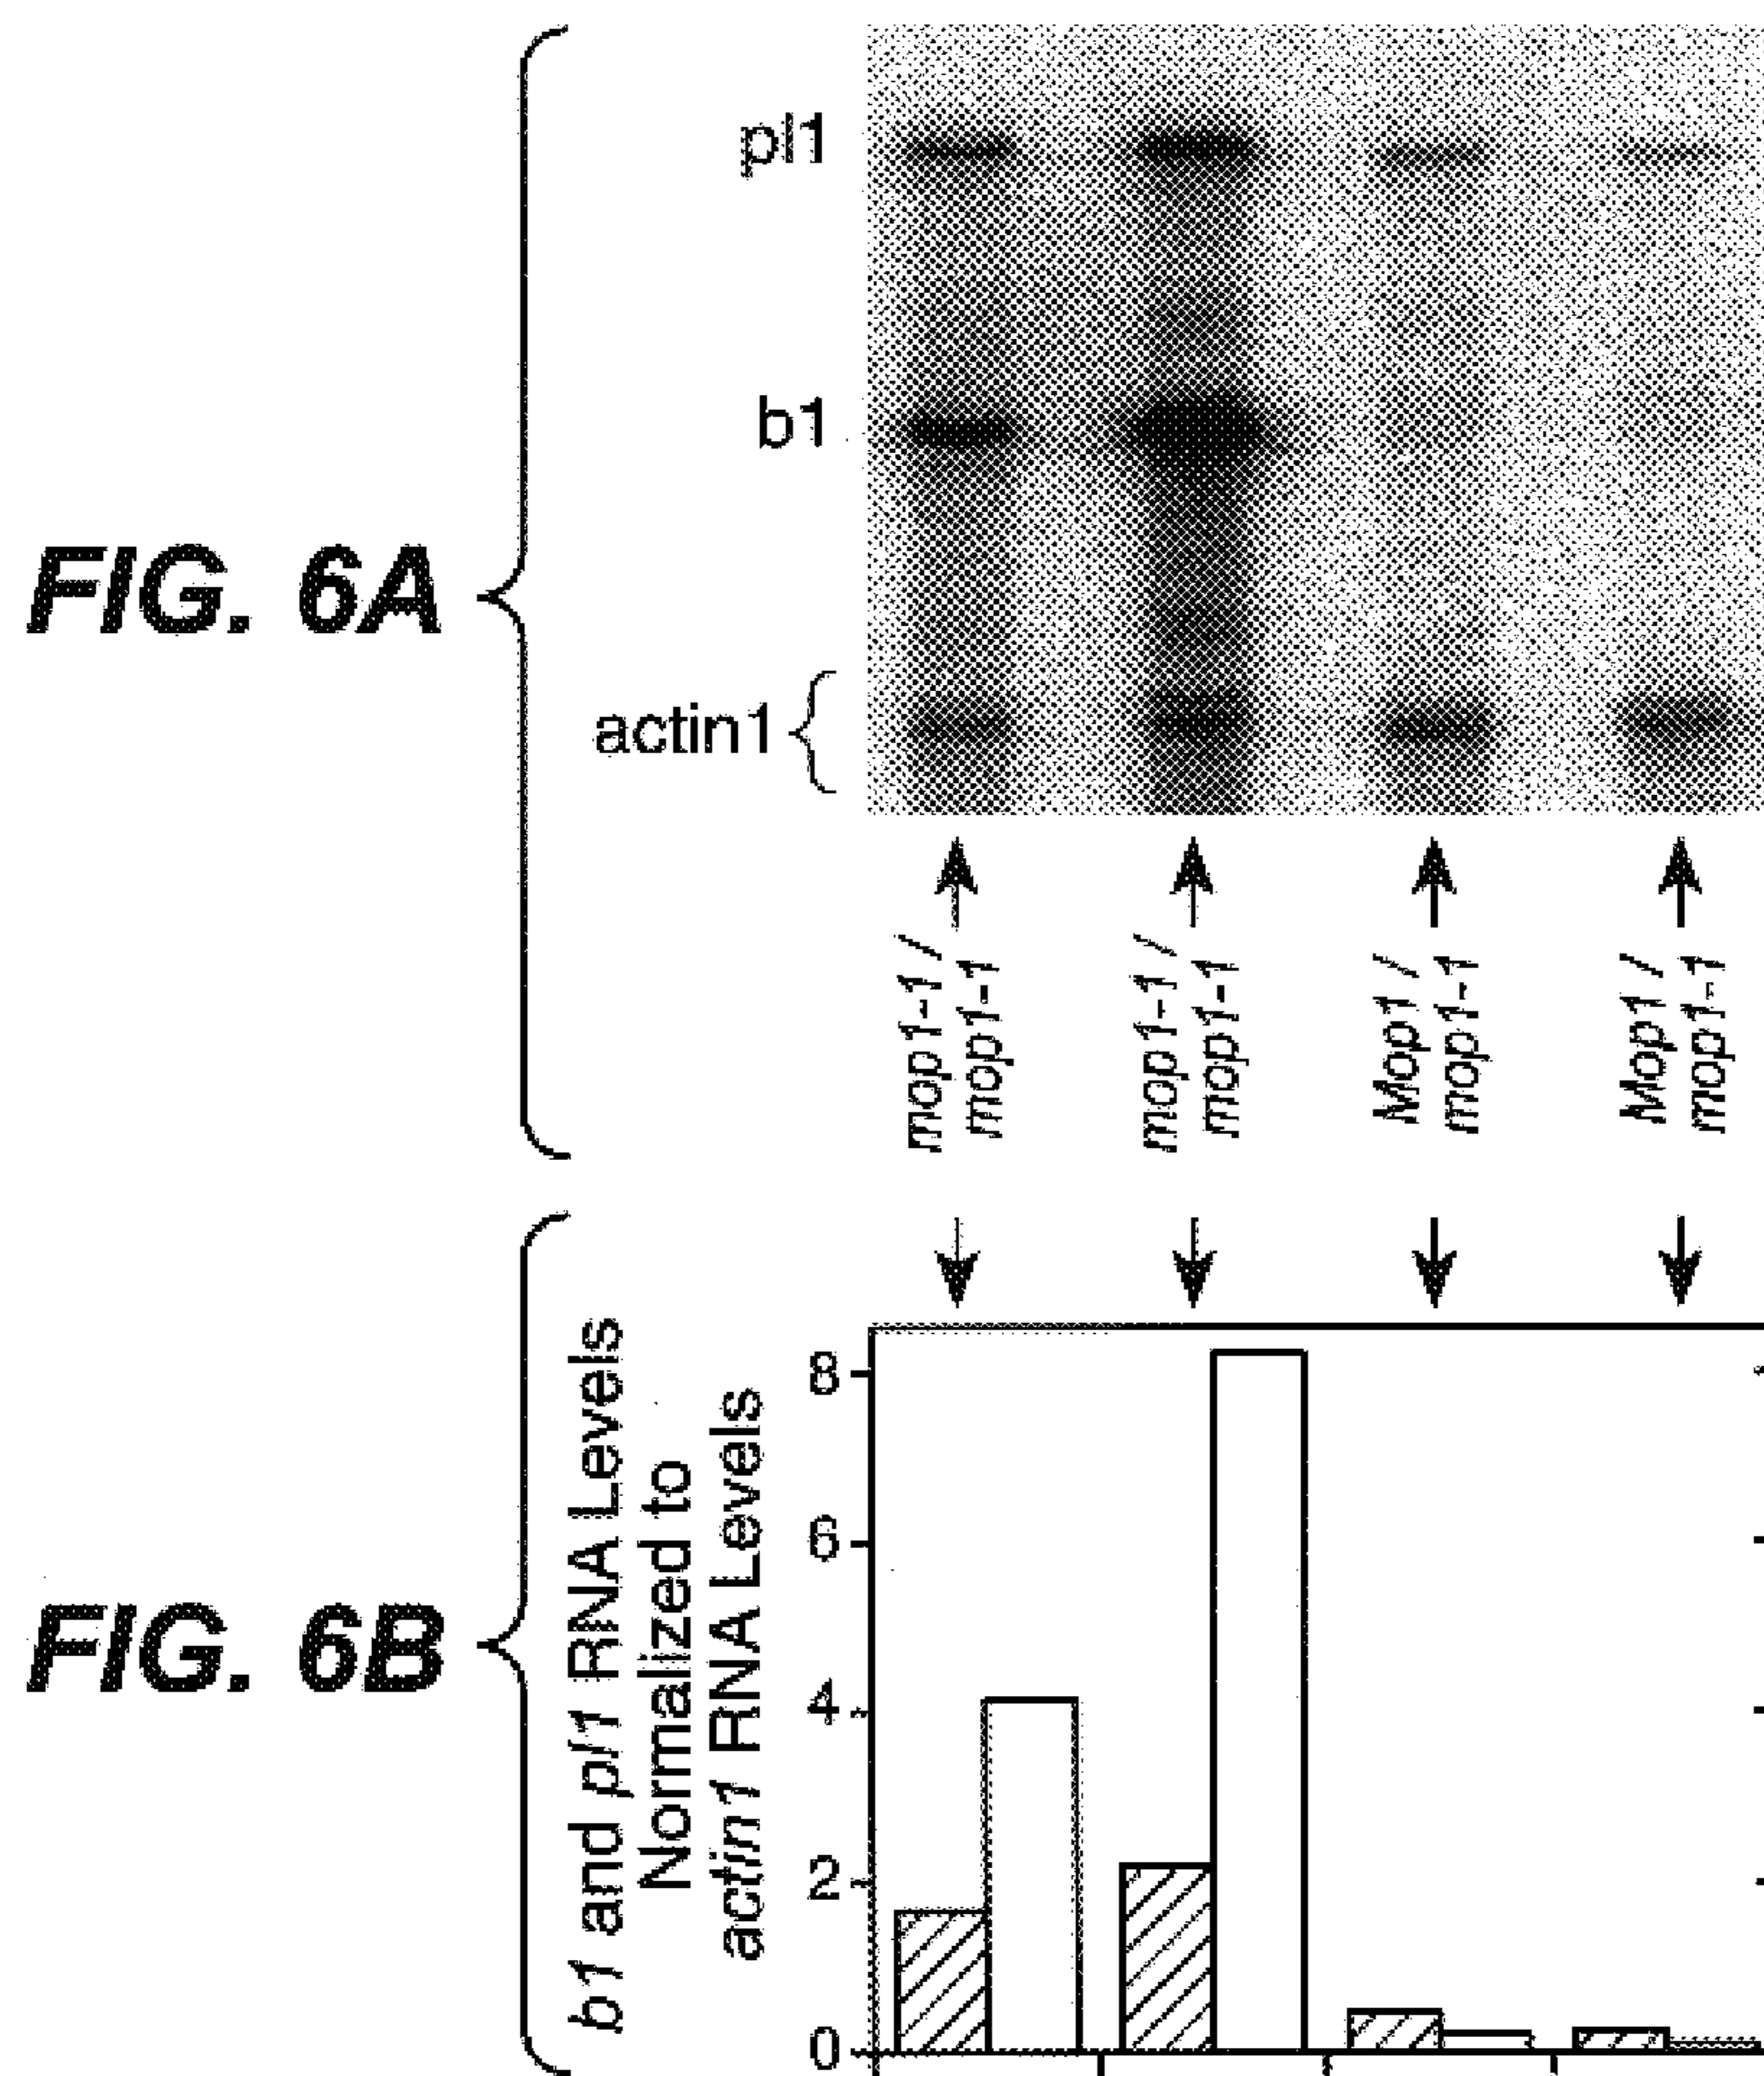 FIG. 6A
pl1
b1
actin1
mop1-1 /
mop1-1
mop1-1 /
mop1-1
Mop1 /
mop1-1
Mop1 /
mop1-1
FIG. 6B
b1 and pl1 RNA Levels
Normalized to
actin1 RNA Levels
8
6
4
2
0